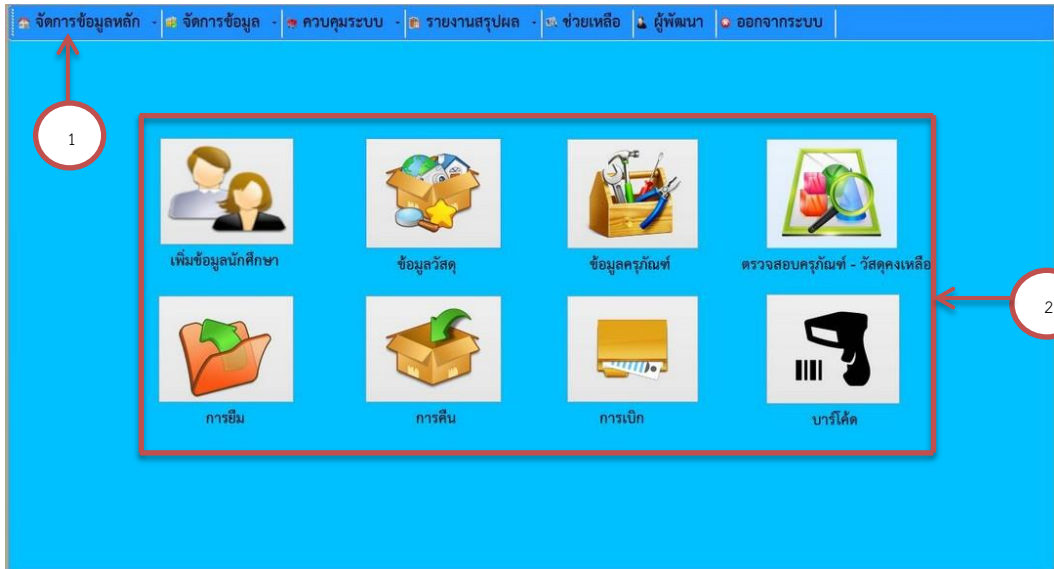 จัดการข้อมูลหลัก จัดการข้อมูล ควบคุมระบบ รายงานสรุปผล ช่วยเหลือ ผู้พัฒนา ออกจากระบบ
1
เพิ่มข้อมูลนักศึกษา ข้อมูลวัสดุ ข้อมูลครุภัณฑ์ ตรวจสอบครุภัณฑ์ - วัสดุคงเหลือ
2
การยืม การคืน การเบิก บาร์โค้ด